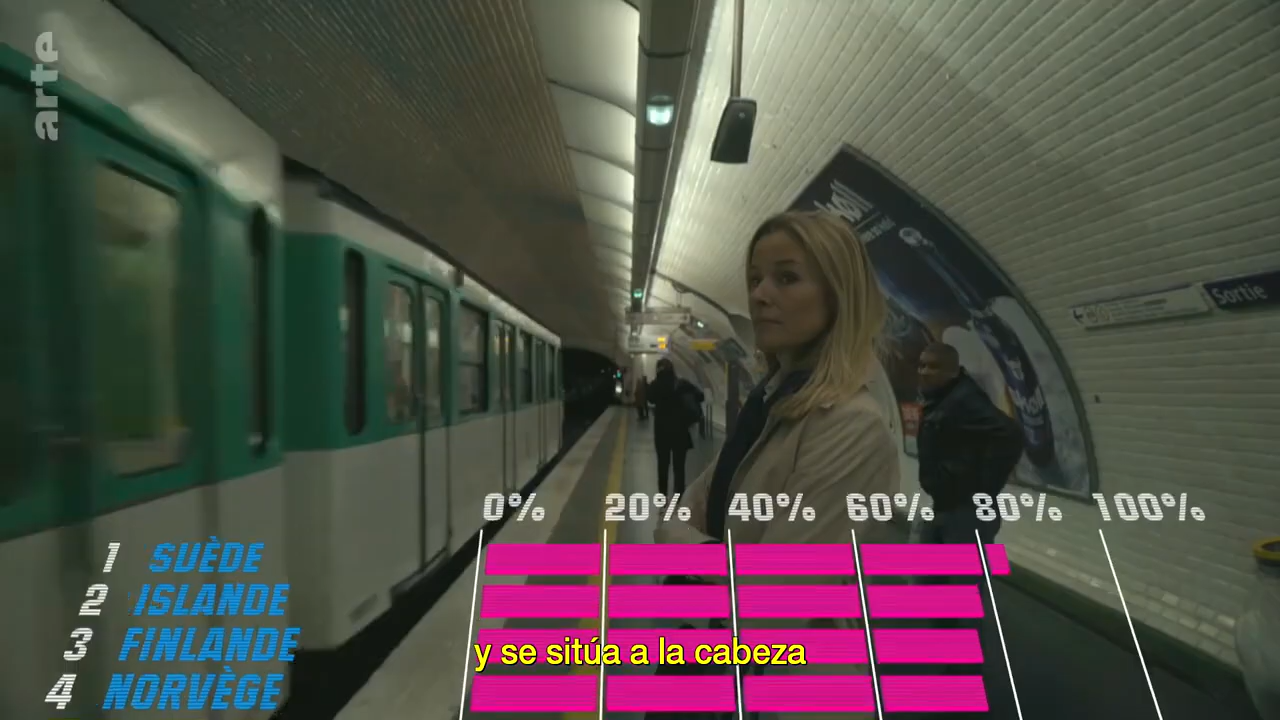 arte
Sortie
0% 20% 40% 60% 80% 100%
1 SUÈDE
2 ISLANDE
3 FINLANDE
4 NORVÈGE
y se sitúa a la cabeza